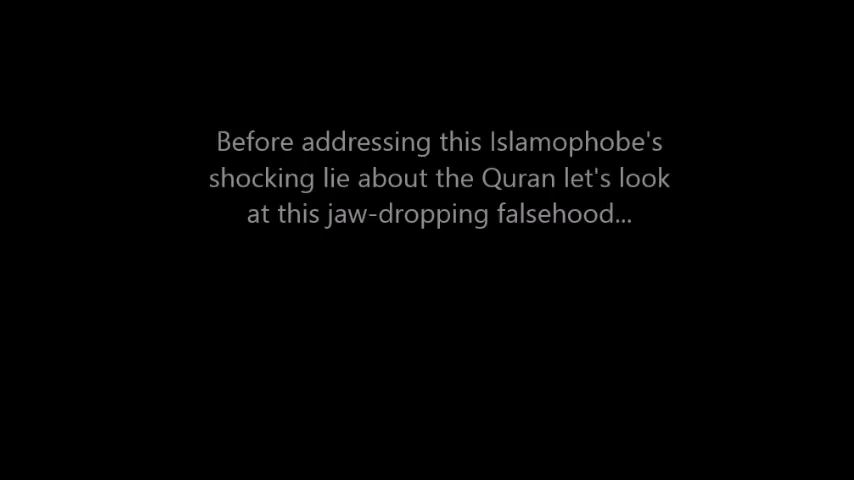 Before addressing this Islamophobe's
shocking lie about the Quran let's look
at this jaw-dropping falsehood...